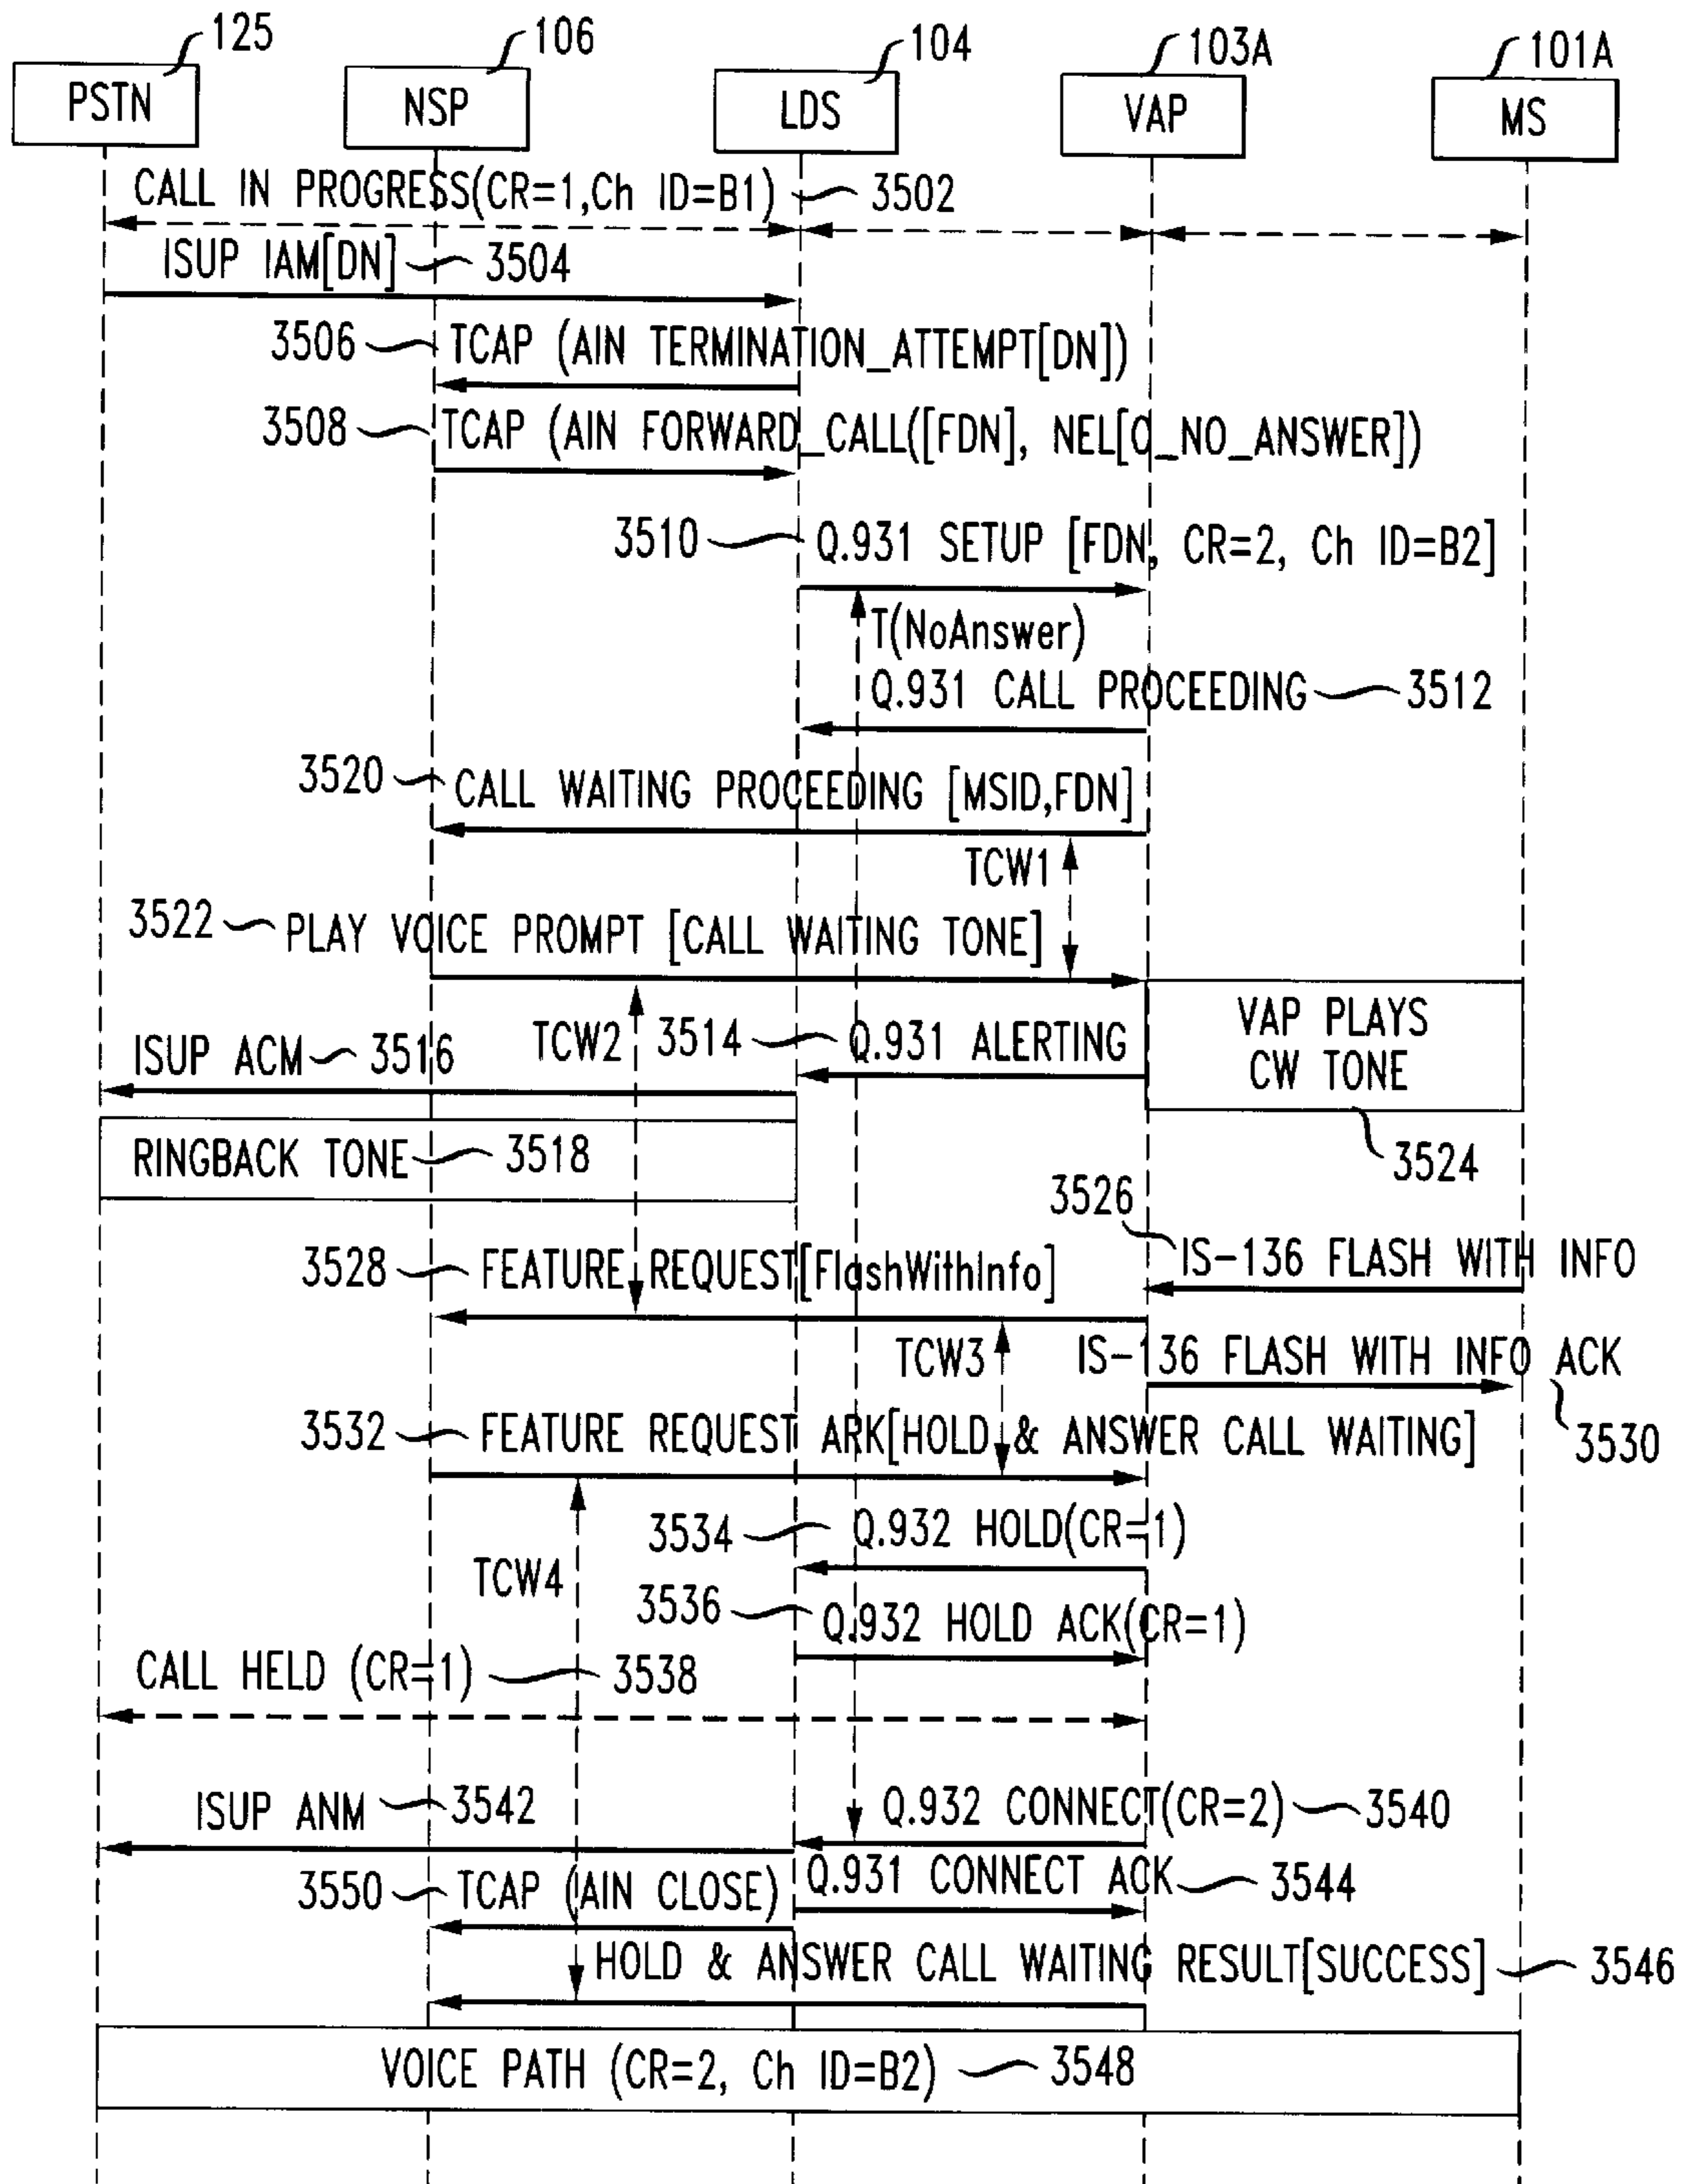 125 106 104 103A 101A
PSTN NSP LDS VAP MS
CALL IN PROGRESS(CR=1,Ch ID=B1) 3502
ISUP IAM[DN] 3504
3506 TCAP (AIN TERMINATION_ATTEMPT[DN])
3508 TCAP (AIN FORWARD_CALL([FDN], NEL[O_NO_ANSWER])
3510 Q.931 SETUP [FDN, CR=2, Ch ID=B2]
T(NoAnswer)
Q.931 CALL PROCEEDING 3512
3520 CALL WAITING PROCEEDING [MSID,FDN]
TCW1
3522 PLAY VOICE PROMPT [CALL WAITING TONE]
VAP PLAYS
CW TONE
TCW2 3514 Q.931 ALERTING
ISUP ACM 3516
RINGBACK TONE 3518
3524
3526
IS-136 FLASH WITH INFO
3528 FEATURE REQUEST[FlashWithInfo]
TCW3 IS-136 FLASH WITH INFO ACK
3530
3532 FEATURE REQUEST ARK[HOLD & ANSWER CALL WAITING]
3534 Q.932 HOLD(CR=1)
TCW4
3536 Q.932 HOLD ACK(CR=1)
CALL HELD (CR=1) 3538
ISUP ANM 3542
Q.932 CONNECT(CR=2) 3540
3550 TCAP (AIN CLOSE)
Q.931 CONNECT ACK 3544
HOLD & ANSWER CALL WAITING RESULT[SUCCESS] 3546
VOICE PATH (CR=2, Ch ID=B2) 3548